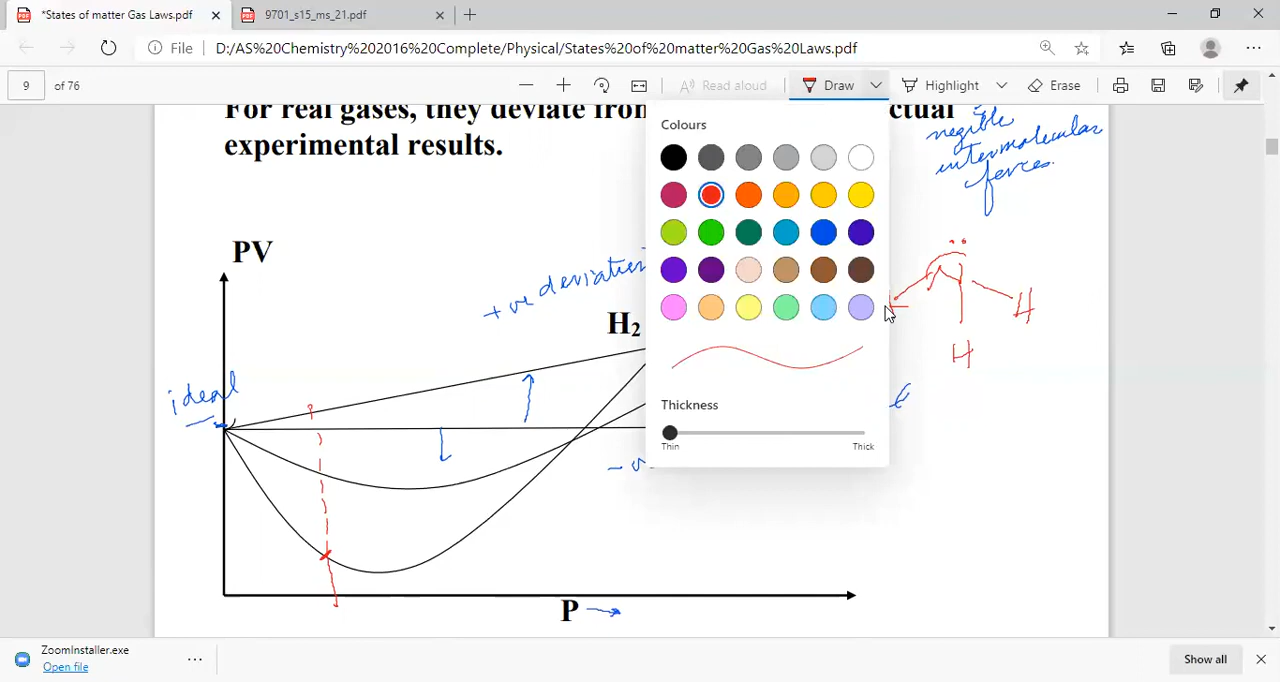 *States of matter Gas Laws.pdf
9701_s15_ms_21.pdf
File
D:/AS%20Chemistry%202016%20Complete/Physical/States%20of%20matter%20Gas%20Laws.pdf
9 of 76
Read aloud
Draw
Highlight
Erase
For real gases, they deviate from
ctual
experimental results.
Colours
Thickness
Thin
Thick
negible
intermolecular
forces
PV
+ve deviation
H2
ideal
H
H
P
ZoomInstaller.exe
Open file
Show all